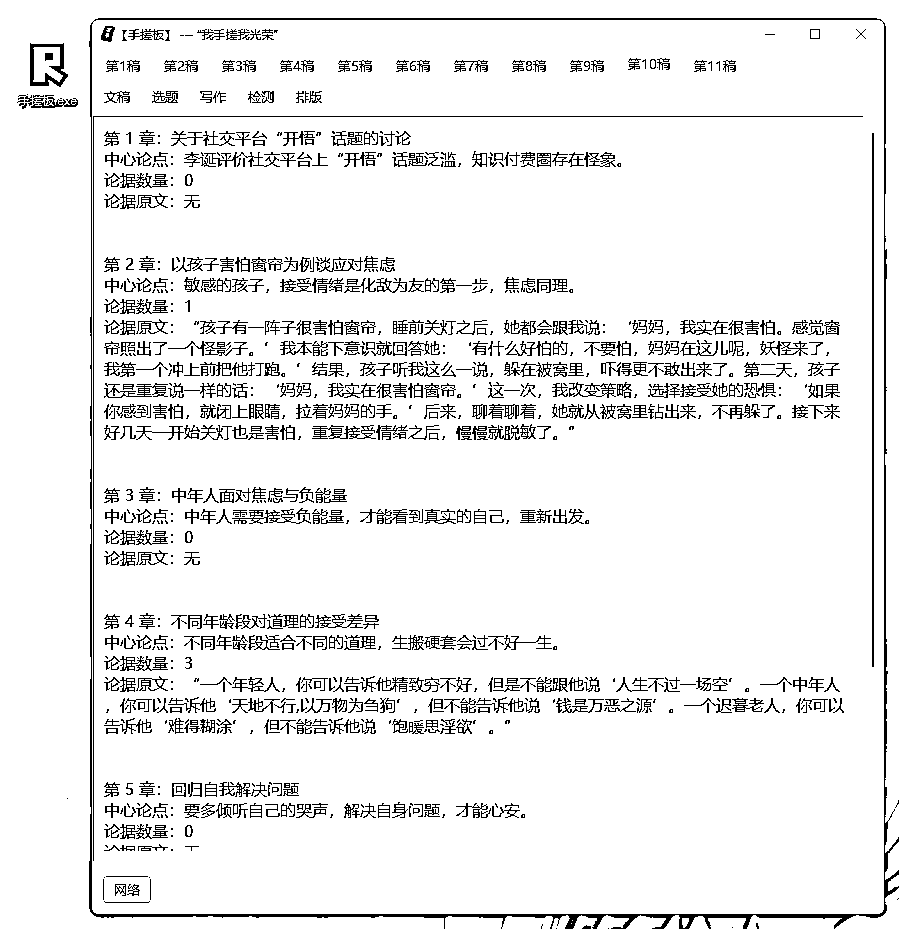 【手搓板】 --- “我手搓我光荣”
第1稿 第2稿 第3稿 第4稿 第5稿 第6稿 第7稿 第8稿 第9稿 第10稿 第11稿
手搓板.exe
文稿 选题 写作 检测 排版
第 1 章：关于社交平台“开悟”话题的讨论
中心论点：李诞评价社交平台上“开悟”话题泛滥，知识付费圈存在怪象。
论据数量：0
论据原文：无
第 2 章：以孩子害怕窗帘为例谈应对焦虑
中心论点：敏感的孩子，接受情绪是化敌为友的第一步，焦虑同理。
论据数量：1
论据原文：“孩子有一阵子很害怕窗帘，睡前关灯之后，她都会跟我说：‘妈妈，我实在很害怕。感觉窗
帘照出了一个怪影子。‘我本能下意识就回答她：‘有什么好怕的，不要怕，妈妈在这儿呢，妖怪来了，
我第一个冲上前把他打跑。‘结果，孩子听我这么一说，躲在被窝里，吓得更不敢出来了。第二天，孩子
还是重复说一样的话：‘妈妈，我实在很害怕窗帘。‘这一次，我改变策略，选择接受她的恐惧：‘如果
你感到害怕，就闭上眼睛，拉着妈妈的手。‘后来，聊着聊着，她就从被窝里钻出来，不再躲了。接下来
好几天一开始关灯也是害怕，重复接受情绪之后，慢慢就脱敏了。”
第 3 章：中年人面对焦虑与负能量
中心论点：中年人需要接受负能量，才能看到真实的自己，重新出发。
论据数量：0
论据原文：无
第 4 章：不同年龄段对道理的接受差异
中心论点：不同年龄段适合不同的道理，生搬硬套会过不好一生。
论据数量：3
论据原文：“一个年轻人，你可以告诉他精致穷不好，但是不能跟他说‘人生不过一场空‘。一个中年人
，你可以告诉他‘天地不行,以万物为刍狗‘，但不能告诉他说‘钱是万恶之源‘。一个迟暮老人，你可以
告诉他‘难得糊涂‘，但不能告诉他说‘饱暖思淫欲‘。”
第 5 章：回归自我解决问题
中心论点：要多倾听自己的哭声，解决自身问题，才能心安。
论据数量：0
网络